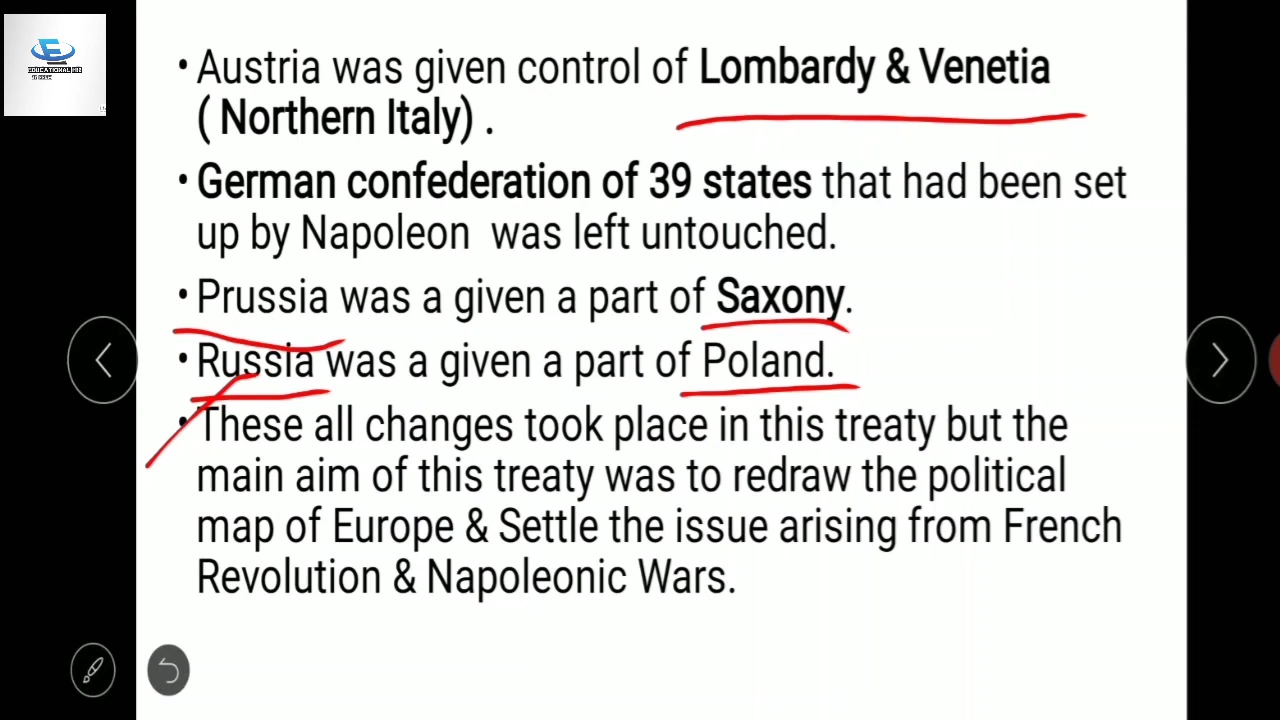 EDUCATIONAL
• Austria was given control of Lombardy & Venetia
( Northern Italy) .
• German confederation of 39 states that had been set
up by Napoleon was left untouched.
• Prussia was a given a part of Saxony.
• Russia was a given a part of Poland.
• These all changes took place in this treaty but the
main aim of this treaty was to redraw the political
map of Europe & Settle the issue arising from French
Revolution & Napoleonic Wars.